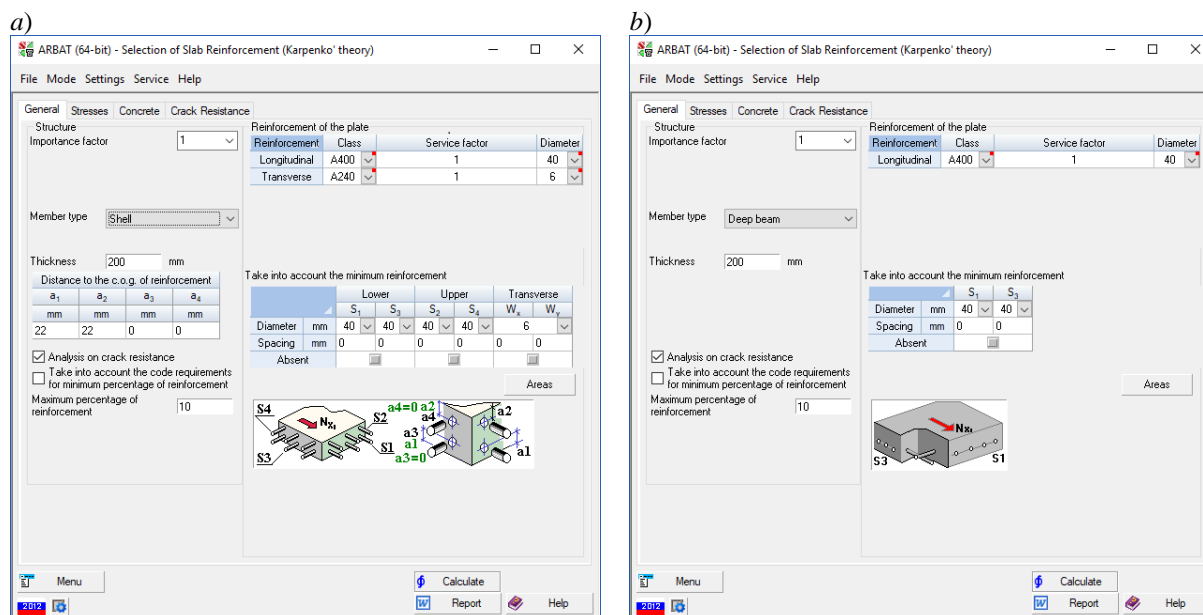 a)
ARBAT (64-bit) - Selection of Slab Reinforcement (Karpenko' theory)
File Mode Settings Service Help
General Stresses Concrete Crack Resistance
Structure
Importance factor 1
Member type Shell
Thickness 200 mm
Distance to the c.o.g. of reinforcement
a1 a2 a3 a4
mm mm mm mm
22 22 0 0
Analysis on crack resistance
Take into account the code requirements
for minimum percentage of reinforcement
Maximum percentage of
reinforcement 10
Reinforcement of the plate
Reinforcement Class Service factor Diameter
Longitudinal A400 1 40
Transverse A240 1 6
Take into account the minimum reinforcement
Lower Upper Transverse
S1 S3 S2 S4 Wx Wy
Diameter mm 40 40 40 40 6
Spacing mm 0 0 0 0 0 0
Absent
Areas
S4 Nx1 S2 S1 S3
a4=0 a2 a2
a4
a3
a1 a1
a3=0
Menu Calculate
2012 Report Help
b)
ARBAT (64-bit) - Selection of Slab Reinforcement (Karpenko' theory)
File Mode Settings Service Help
General Stresses Concrete Crack Resistance
Structure
Importance factor 1
Member type Deep beam
Thickness 200 mm
Analysis on crack resistance
Take into account the code requirements
for minimum percentage of reinforcement
Maximum percentage of
reinforcement 10
Reinforcement of the plate
Reinforcement Class Service factor Diameter
Longitudinal A400 1 40
Take into account the minimum reinforcement
S1 S3
Diameter mm 40 40
Spacing mm 0 0
Absent
Areas
Nx1
S3 S1
Menu Calculate
2012 Report Help